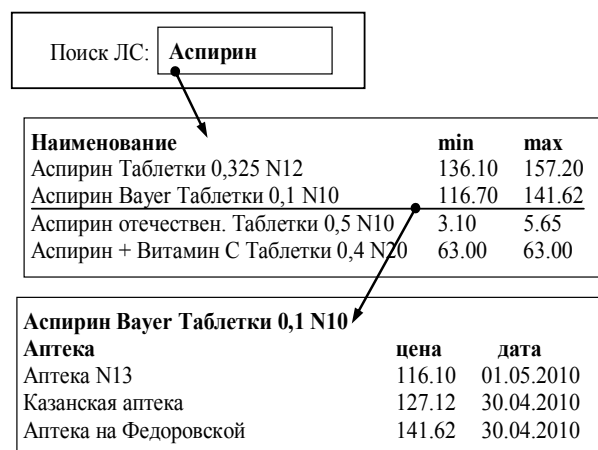 Поиск ЛС: Аспирин
Наименование min max
Аспирин Таблетки 0,325 N12 136.10 157.20
Аспирин Bayer Таблетки 0,1 N10 116.70 141.62
Аспирин отечествен. Таблетки 0,5 N10 3.10 5.65
Аспирин + Витамин С Таблетки 0,4 N20 63.00 63.00
Аспирин Bayer Таблетки 0,1 N10
Аптека цена дата
Аптека N13 116.10 01.05.2010
Казанская аптека 127.12 30.04.2010
Аптека на Федоровской 141.62 30.04.2010